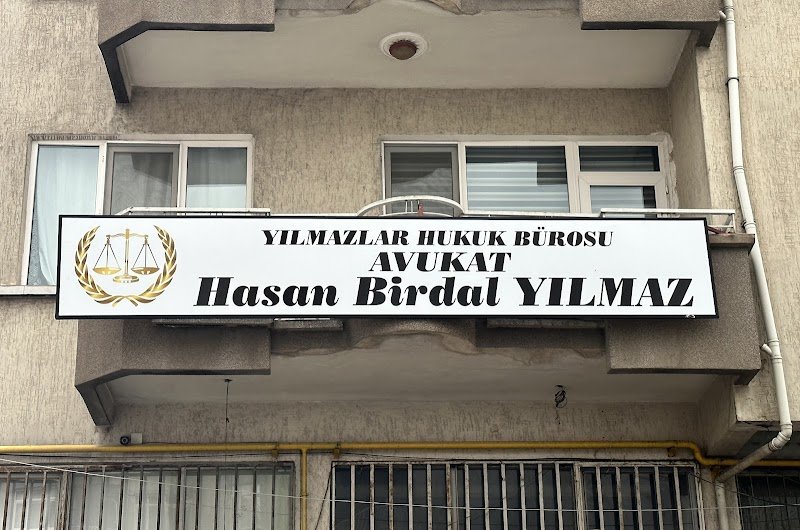 YILMAZLAR HUKUK BÜROSU
AVUKAT
Hasan Birdal YILMAZ